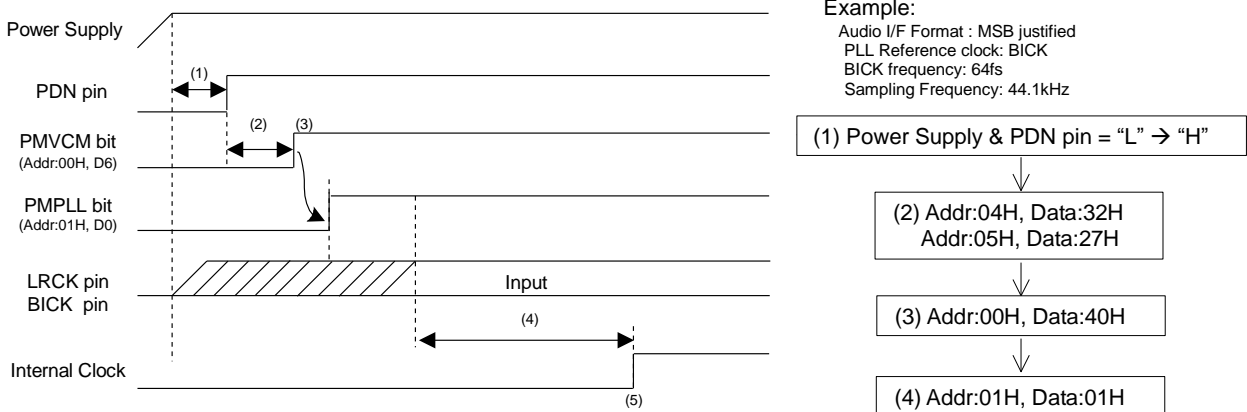 Power Supply
(1)
PDN pin
(2)
(3)
PMVCM bit
(Addr:00H, D6)
PMPLL bit
(Addr:01H, D0)
LRCK pin
BICK pin
Input
(4)
Internal Clock
(5)
Example:
Audio I/F Format : MSB justified
PLL Reference clock: BICK
BICK frequency: 64fs
Sampling Frequency: 44.1kHz
(1) Power Supply & PDN pin = “L” → “H”
(2) Addr:04H, Data:32H
Addr:05H, Data:27H
(3) Addr:00H, Data:40H
(4) Addr:01H, Data:01H